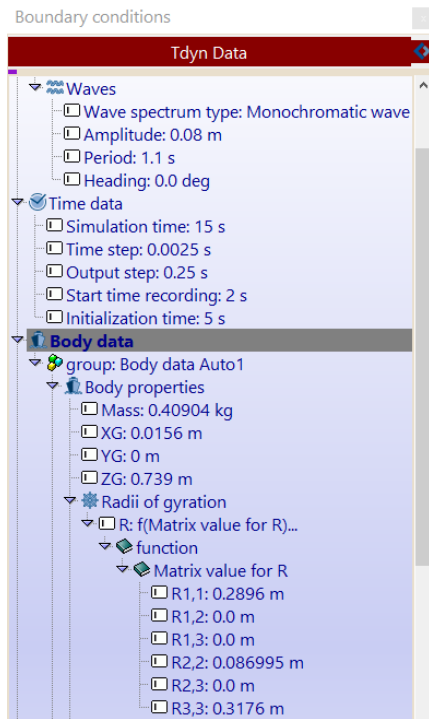 Boundary conditions
Tdyn Data
Waves
Wave spectrum type: Monochromatic wave
Amplitude: 0.08 m
Period: 1.1 s
Heading: 0.0 deg
Time data
Simulation time: 15 s
Time step: 0.0025 s
Output step: 0.25 s
Start time recording: 2 s
Initialization time: 5 s
Body data
group: Body data Auto1
Body properties
Mass: 0.40904 kg
XG: 0.0156 m
YG: 0 m
ZG: 0.739 m
Radii of gyration
R: f(Matrix value for R)...
function
Matrix value for R
R1,1: 0.2896 m
R1,2: 0.0 m
R1,3: 0.0 m
R2,2: 0.086995 m
R2,3: 0.0 m
R3,3: 0.3176 m